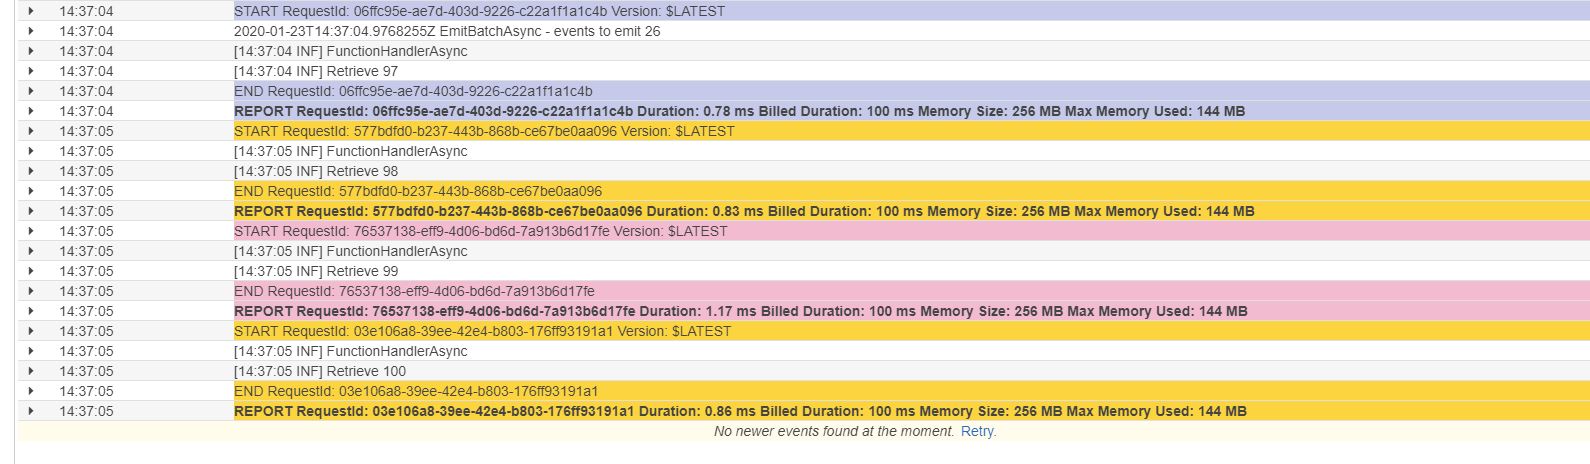 14:37:04 START RequestId: 06ffc95e-ae7d-403d-9226-c22a1f1a1c4b Version: $LATEST
14:37:04 2020-01-23T14:37:04.9768255Z EmitBatchAsync - events to emit 26
14:37:04 [14:37:04 INF] FunctionHandlerAsync
14:37:04 [14:37:04 INF] Retrieve 97
14:37:04 END RequestId: 06ffc95e-ae7d-403d-9226-c22a1f1a1c4b
14:37:04 REPORT RequestId: 06ffc95e-ae7d-403d-9226-c22a1f1a1c4b Duration: 0.78 ms Billed Duration: 100 ms Memory Size: 256 MB Max Memory Used: 144 MB
14:37:05 START RequestId: 577bdfd0-b237-443b-868b-ce67be0aa096 Version: $LATEST
14:37:05 [14:37:05 INF] FunctionHandlerAsync
14:37:05 [14:37:05 INF] Retrieve 98
14:37:05 END RequestId: 577bdfd0-b237-443b-868b-ce67be0aa096
14:37:05 REPORT RequestId: 577bdfd0-b237-443b-868b-ce67be0aa096 Duration: 0.83 ms Billed Duration: 100 ms Memory Size: 256 MB Max Memory Used: 144 MB
14:37:05 START RequestId: 76537138-eff9-4d06-bd6d-7a913b6d17fe Version: $LATEST
14:37:05 [14:37:05 INF] FunctionHandlerAsync
14:37:05 [14:37:05 INF] Retrieve 99
14:37:05 END RequestId: 76537138-eff9-4d06-bd6d-7a913b6d17fe
14:37:05 REPORT RequestId: 76537138-eff9-4d06-bd6d-7a913b6d17fe Duration: 1.17 ms Billed Duration: 100 ms Memory Size: 256 MB Max Memory Used: 144 MB
14:37:05 START RequestId: 03e106a8-39ee-42e4-b803-176ff93191a1 Version: $LATEST
14:37:05 [14:37:05 INF] FunctionHandlerAsync
14:37:05 [14:37:05 INF] Retrieve 100
14:37:05 END RequestId: 03e106a8-39ee-42e4-b803-176ff93191a1
14:37:05 REPORT RequestId: 03e106a8-39ee-42e4-b803-176ff93191a1 Duration: 0.86 ms Billed Duration: 100 ms Memory Size: 256 MB Max Memory Used: 144 MB
No newer events found at the moment. Retry.